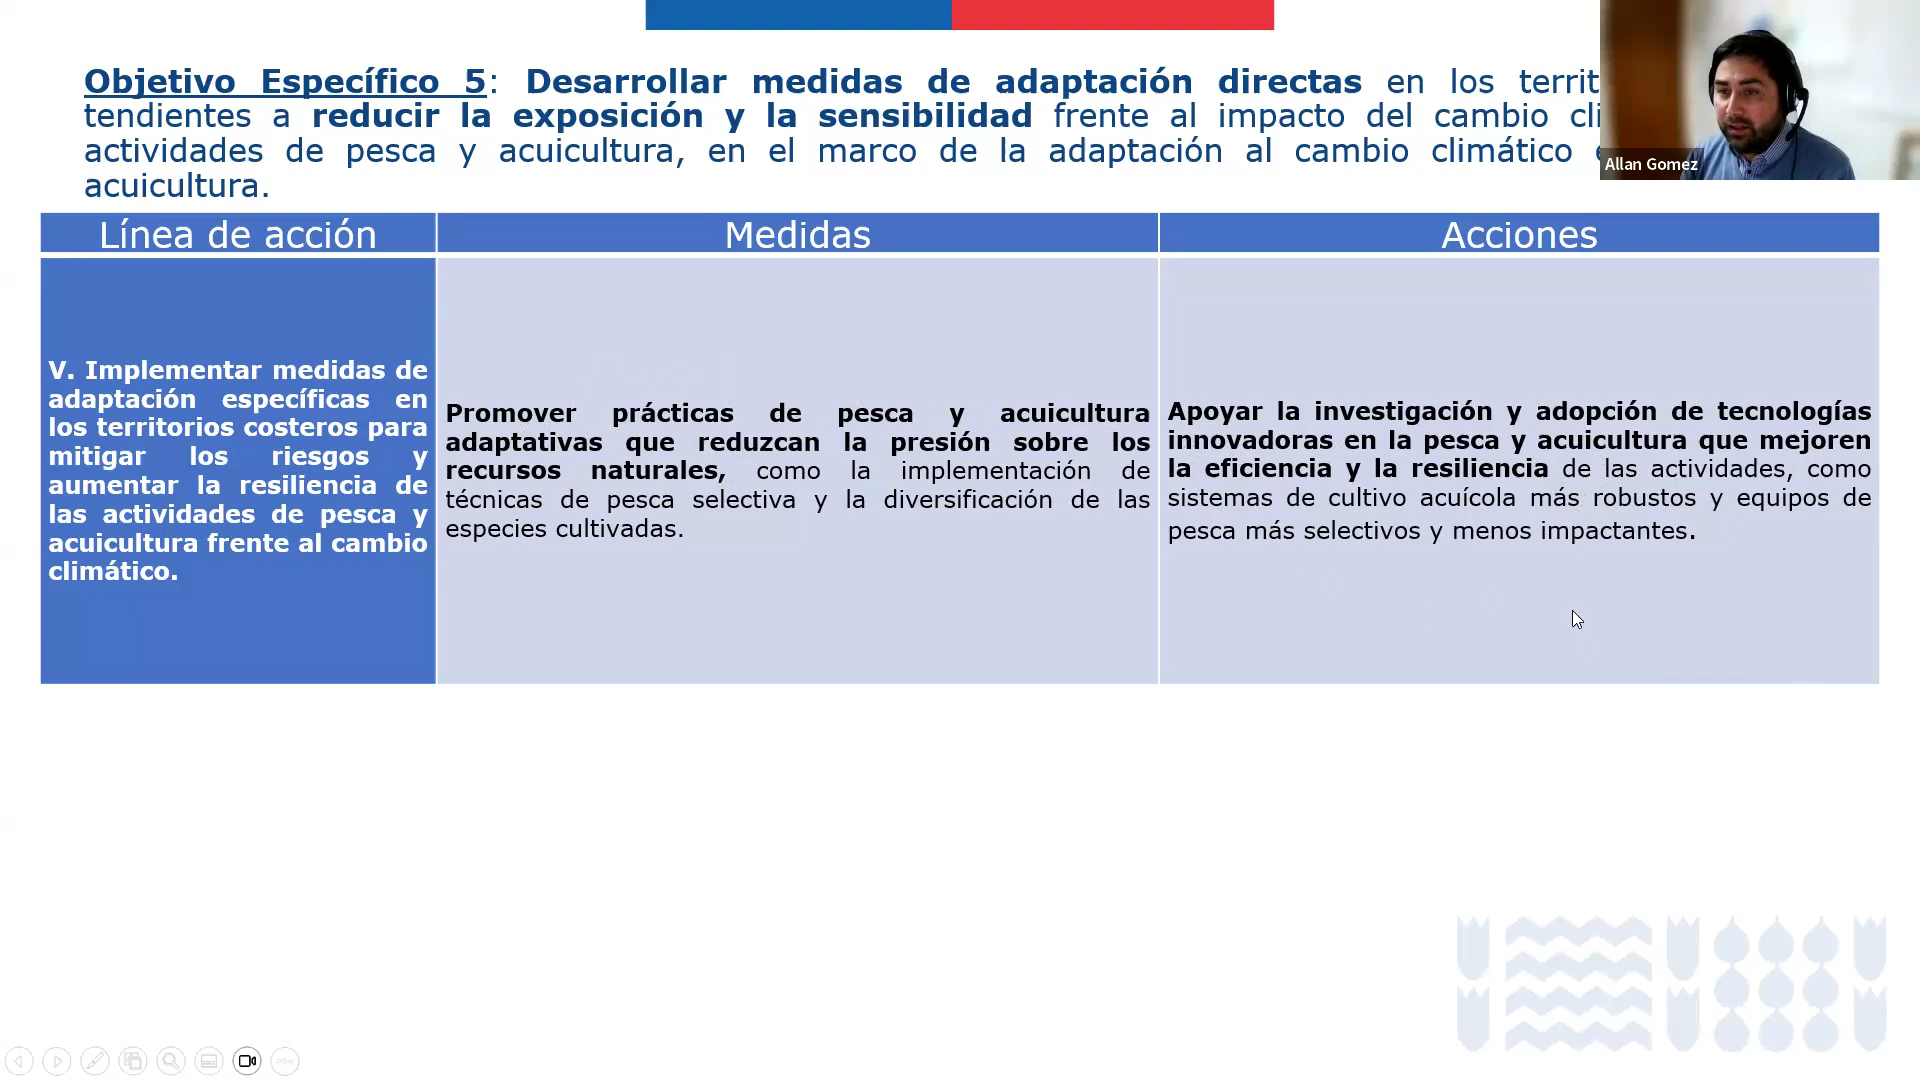 Objetivo Específico 5: Desarrollar medidas de adaptación directas en los
tendientes a reducir la exposición y la sensibilidad frente al impacto del cambio
actividades de pesca y acuicultura, en el marco de la adaptación al cambio climático
acuicultura.
Allan Gomez
Línea de acción
Medidas
Acciones
V. Implementar medidas de
adaptación específicas en
los territorios costeros para
mitigar los riesgos y
aumentar la resiliencia de
las actividades de pesca y
acuicultura frente al cambio
climático.
Promover prácticas de pesca y acuicultura
adaptativas que reduzcan la presión sobre los
recursos naturales, como la implementación de
técnicas de pesca selectiva y la diversificación de las
especies cultivadas.
Apoyar la investigación y adopción de tecnologías
innovadoras en la pesca y acuicultura que mejoren
la eficiencia y la resiliencia de las actividades, como
sistemas de cultivo acuícola más robustos y equipos de
pesca más selectivos y menos impactantes.